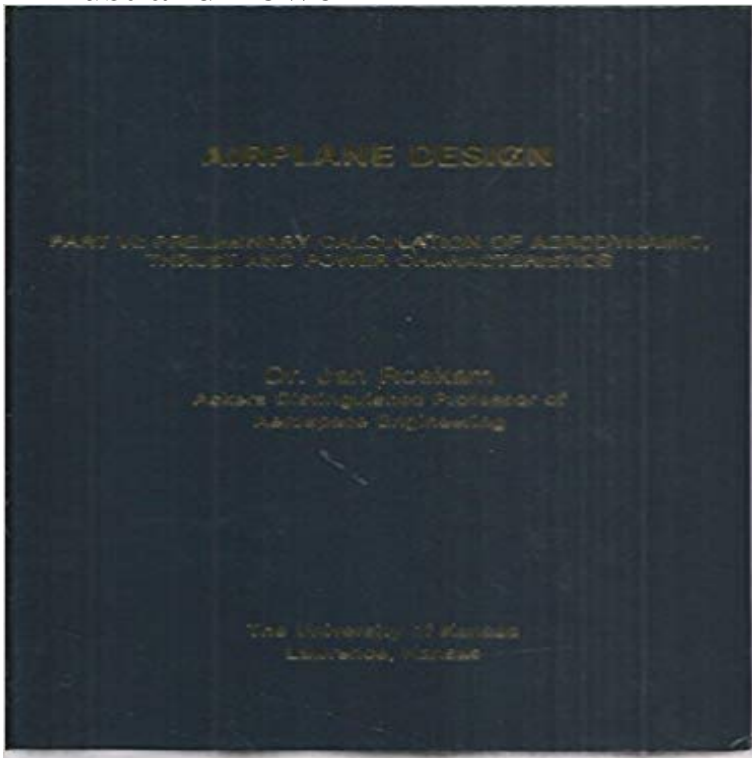 AIRPLANE DESIGN
PART VI: PRELIMINARY CALCULATION OF AERODYNAMIC,
THRUST AND POWER CHARACTERISTICS
Dr. Jan Roskam
Ackers Distinguished Professor of
Aerospace Engineering
The University of Kansas
Lawrence, Kansas